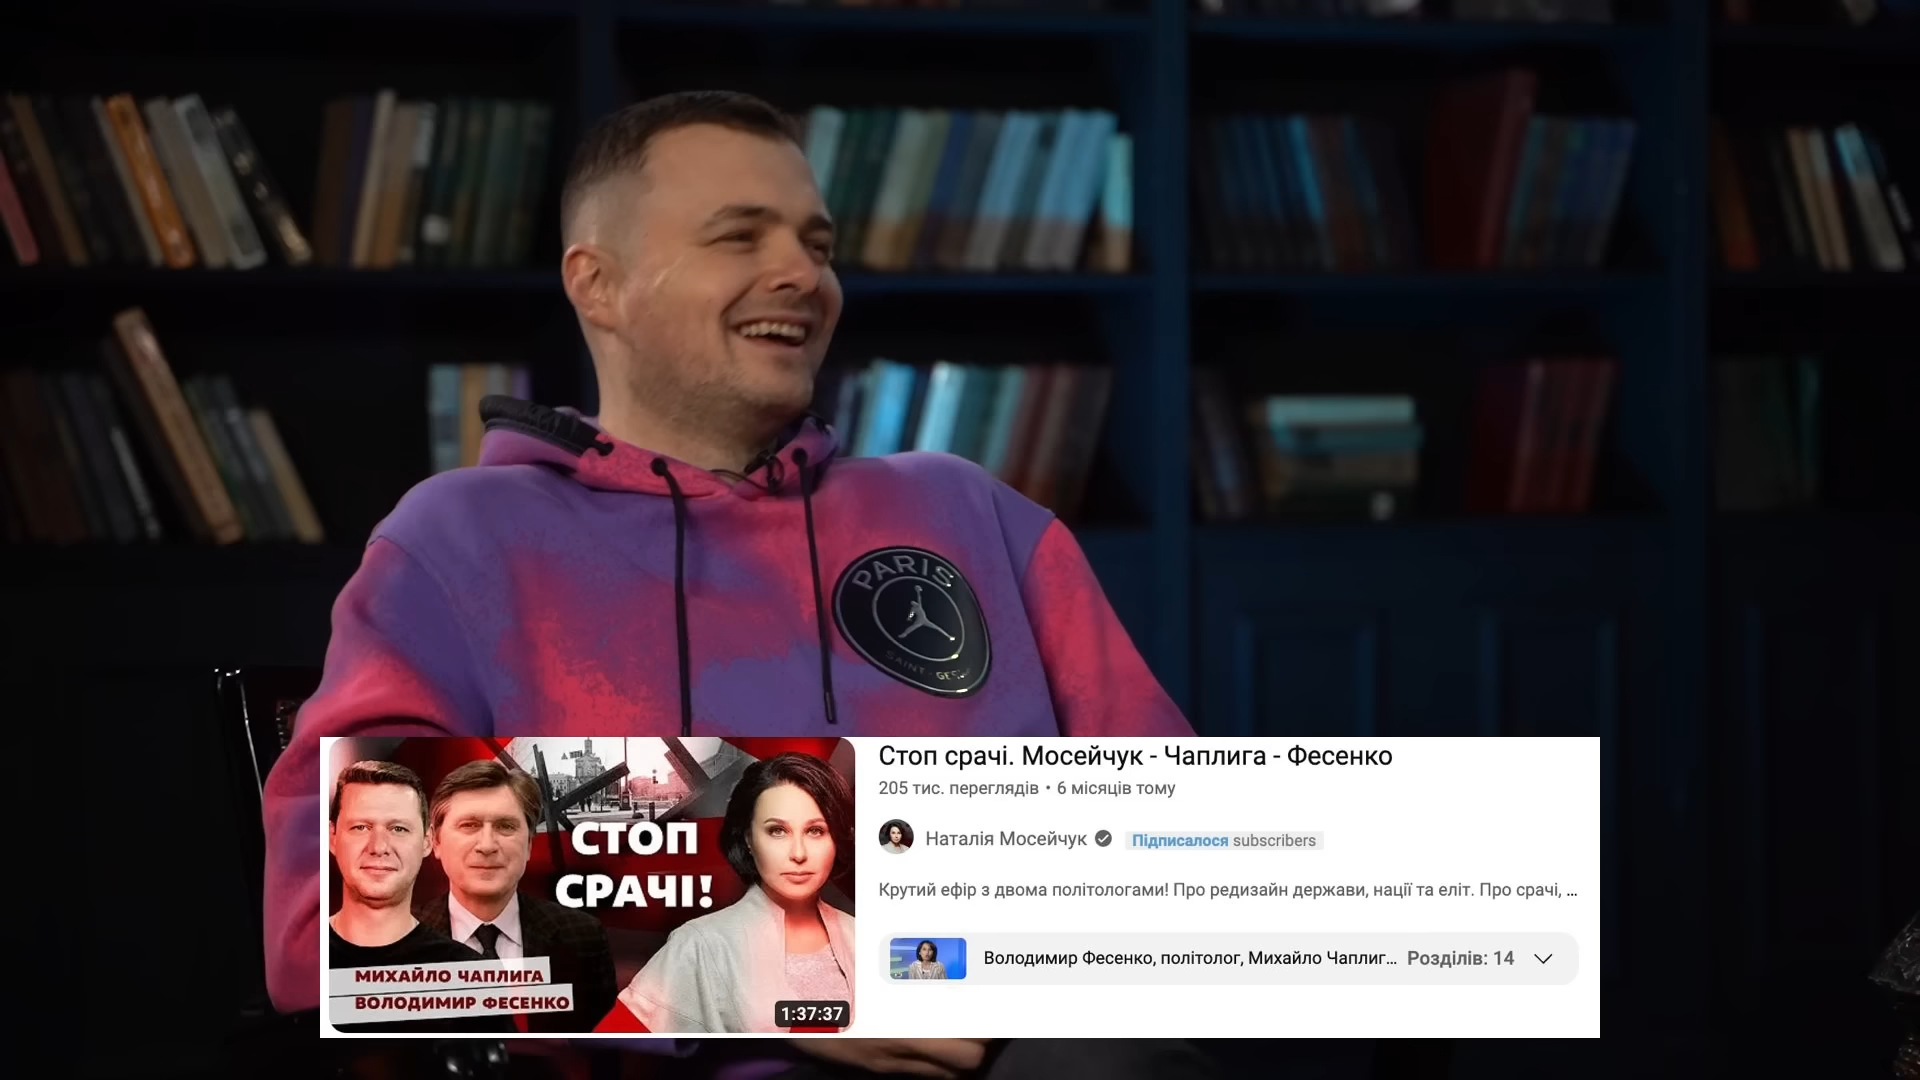 PARIS
SAINT - GE
СТОП
СРАЧІ!
МИХАЙЛО ЧАПЛИГА
ВОЛОДИМИР ФЕСЕНКО
1:37:37
Стоп срачі. Мосейчук - Чаплига - Фесенко
205 тис. переглядів • 6 місяців тому
Наталія Мосейчук
Підписалося subscribers
Крутий ефір з двома політологами! Про редизайн держави, нації та еліт. Про срачі, ...
Володимир Фесенко, політолог, Михайло Чаплиг... Розділів: 14